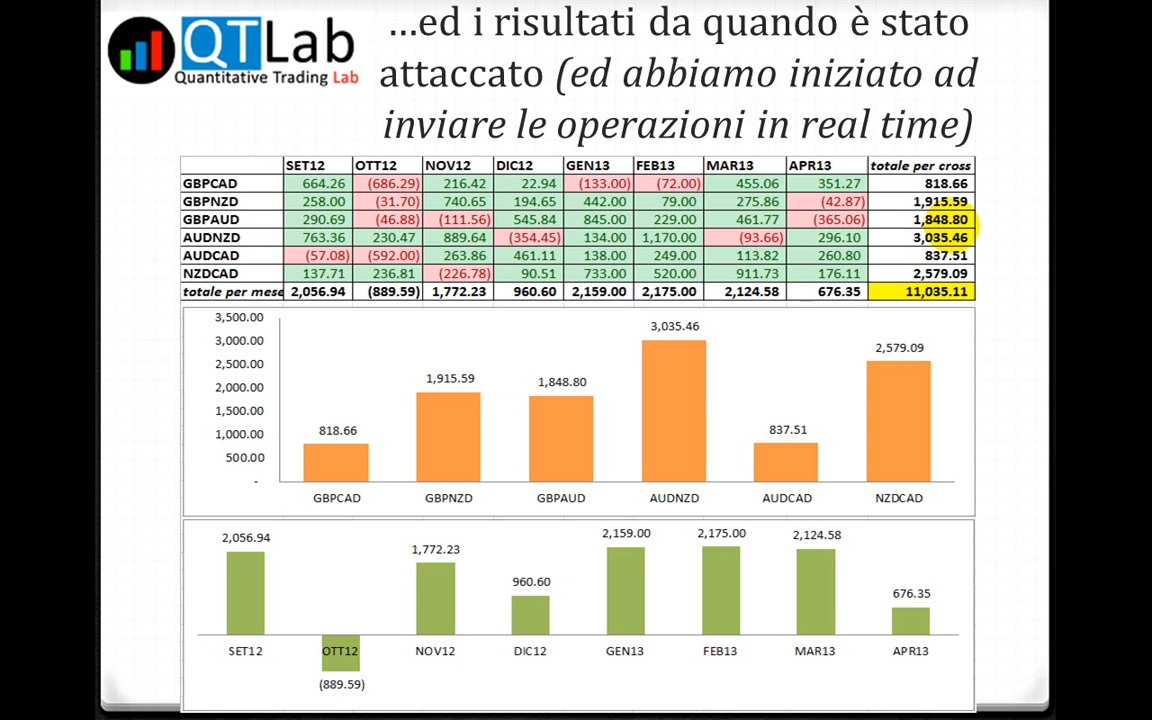 QTLab
Quantitative Trading Lab
...ed i risultati da quando è stato
attaccato (ed abbiamo iniziato ad
inviare le operazioni in real time)
SET12 OTT12 NOV12 DIC12 GEN13 FEB13 MAR13 APR13 totale per cross
GBPCAD 664.26 (686.29) 216.42 22.94 (133.00) (72.00) 455.06 351.27 818.66
GBPNZD 258.00 (31.70) 740.65 194.65 442.00 79.00 275.86 (42.87) 1,915.59
GBPAUD 290.69 (46.88) (111.56) 545.84 845.00 229.00 461.77 (365.06) 1,848.80
AUDNZD 763.36 230.47 889.64 (354.45) 134.00 1,170.00 (93.66) 296.10 3,035.46
AUDCAD (57.08) (592.00) 263.86 461.11 138.00 249.00 113.82 260.80 837.51
NZDCAD 137.71 236.81 (226.78) 90.51 733.00 520.00 911.73 176.11 2,579.09
totale per mese 2,056.94 (889.59) 1,772.23 960.60 2,159.00 2,175.00 2,124.58 676.35 11,035.11
3,500.00
3,000.00
2,500.00
2,000.00
1,500.00
1,000.00
500.00
-
818.66 1,915.59 1,848.80 3,035.46 837.51 2,579.09
GBPCAD GBPNZD GBPAUD AUDNZD AUDCAD NZDCAD
2,056.94 1,772.23 960.60 2,159.00 2,175.00 2,124.58 676.35
SET12 OTT12 NOV12 DIC12 GEN13 FEB13 MAR13 APR13
(889.59)